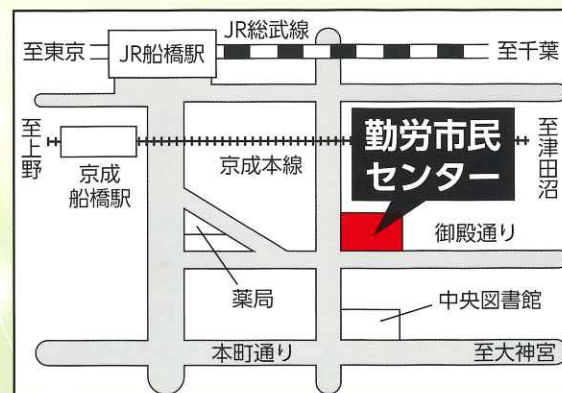 JR総武線
至東京
JR船橋駅
至千葉
至上野
京成
船橋駅
京成本線
勤労市民
センター
至津田沼
御殿通り
薬局
中央図書館
本町通り
至大神宮